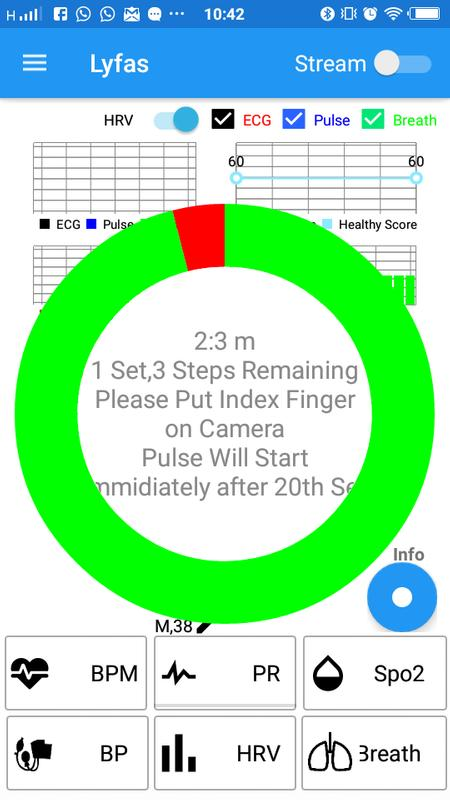 H 10:42
Lyfas Stream
HRV ECG Pulse Breath
60 60
ECG Pulse Healthy Score
2:3 m
1 Set,3 Steps Remaining
Please Put Index Finger
on Camera
Pulse Will Start
mmidiately after 20th Se
Info
M,38
BPM PR Spo2
BP HRV Breath